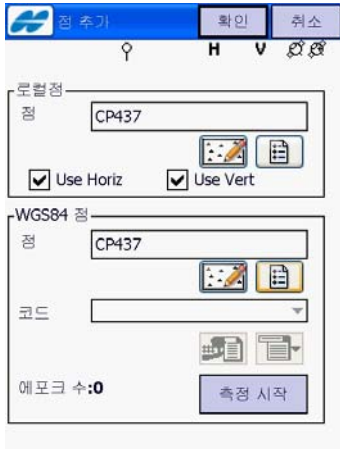 점 추가 확인 취소
H V
로컬점
점 CP437
Use Horiz Use Vert
WGS84 점
점 CP437
코드
에포크 수:0 측정 시작